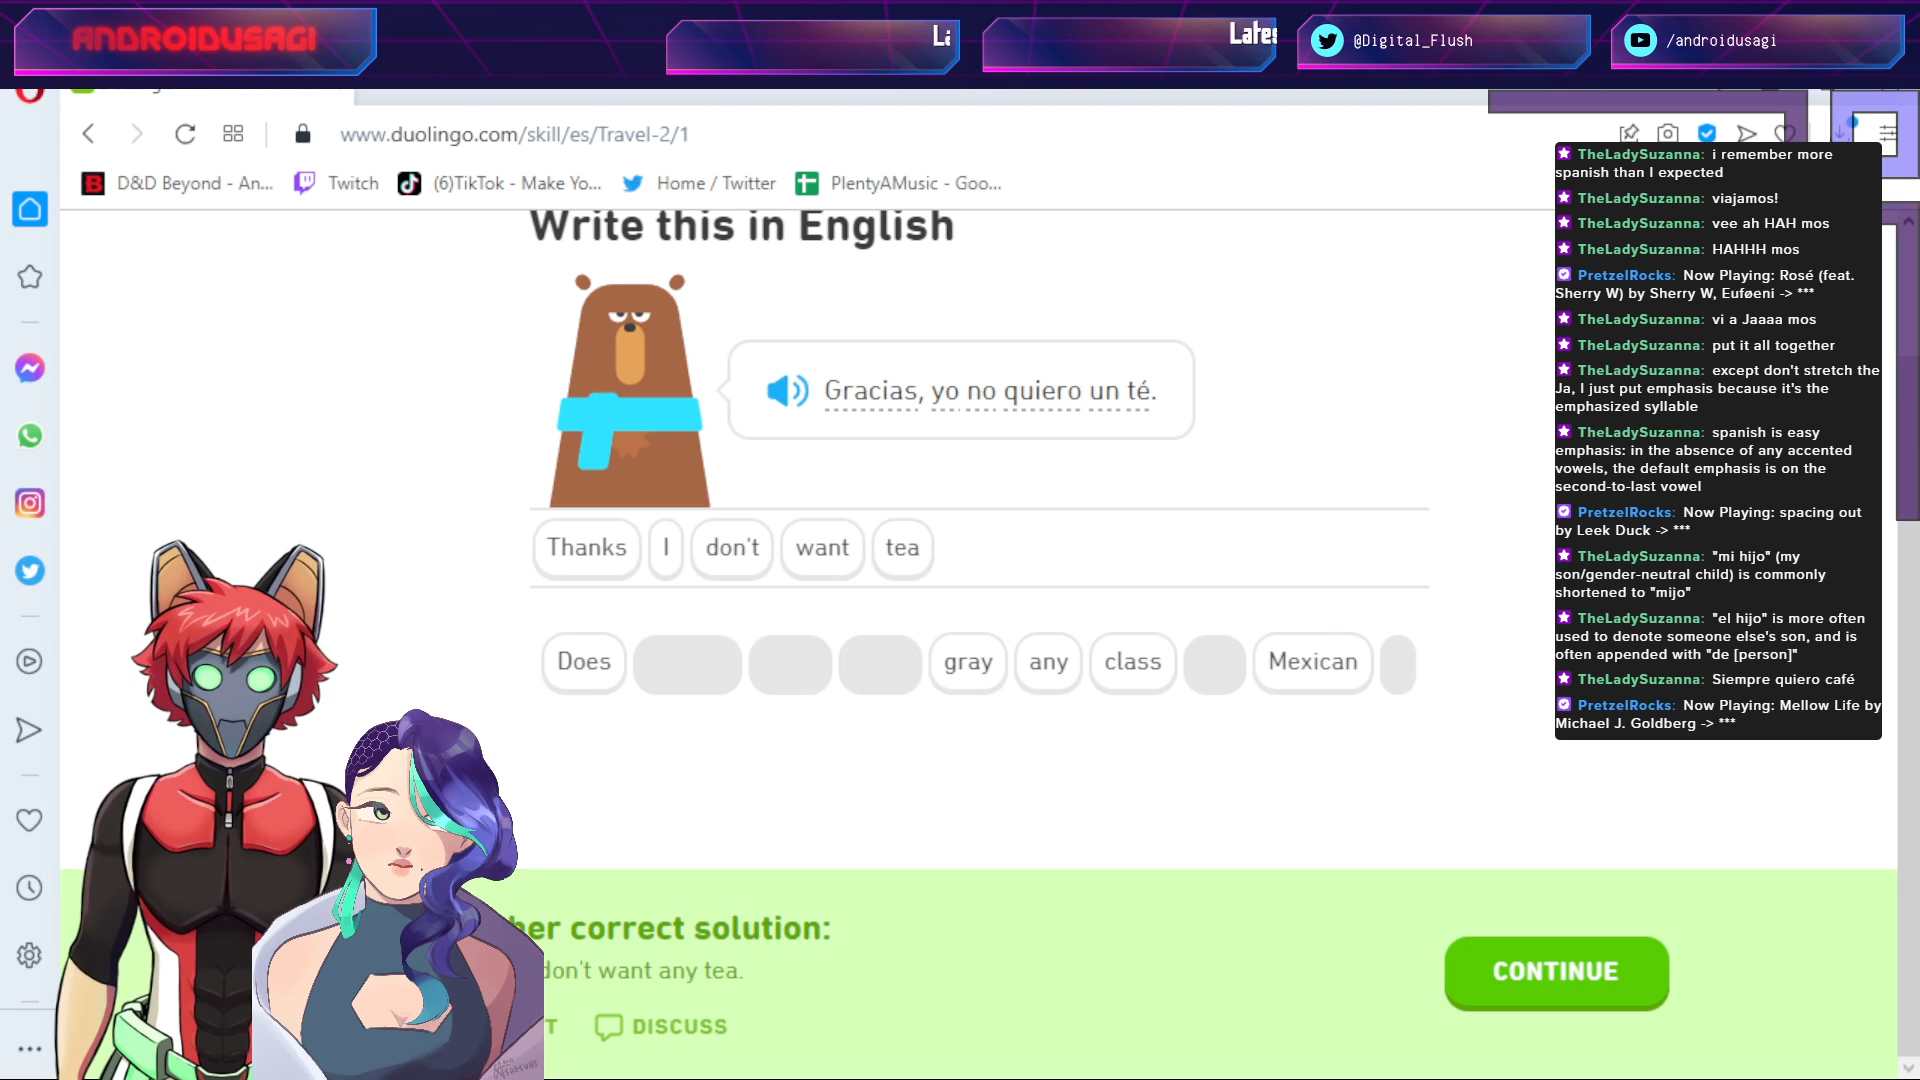 ANDROIDUSAGI
Lates
@Digital_Flush
/androidusagi
www.duolingo.com/skill/es/Travel-2/1
D&D Beyond - An...
Twitch
(6)TikTok - Make Yo...
Home / Twitter
PlentyAMusic - Goo...
Write this in English
Gracias, yo no quiero un té.
Thanks I don't want tea
Does gray any class Mexican
her correct solution:
don't want any tea.
T DISCUSS
CONTINUE
TheLadySuzanna: i remember more
spanish than I expected
TheLadySuzanna: viajamos!
TheLadySuzanna: vee ah HAH mos
TheLadySuzanna: HAHHH mos
PretzelRocks: Now Playing: Rosé (feat.
Sherry W) by Sherry W, Euføeni -> ***
TheLadySuzanna: vi a Jaaaa mos
TheLadySuzanna: put it all together
TheLadySuzanna: except don't stretch the
Ja, I just put emphasis because it's the
emphasized syllable
TheLadySuzanna: spanish is easy
emphasis: in the absence of any accented
vowels, the default emphasis is on the
second-to-last vowel
PretzelRocks: Now Playing: spacing out
by Leek Duck -> ***
TheLadySuzanna: "mi hijo" (my
son/gender-neutral child) is commonly
shortened to "mijo"
TheLadySuzanna: "el hijo" is more often
used to denote someone else's son, and is
often appended with "de [person]"
TheLadySuzanna: Siempre quiero café
PretzelRocks: Now Playing: Mellow Life by
Michael J. Goldberg -> ***